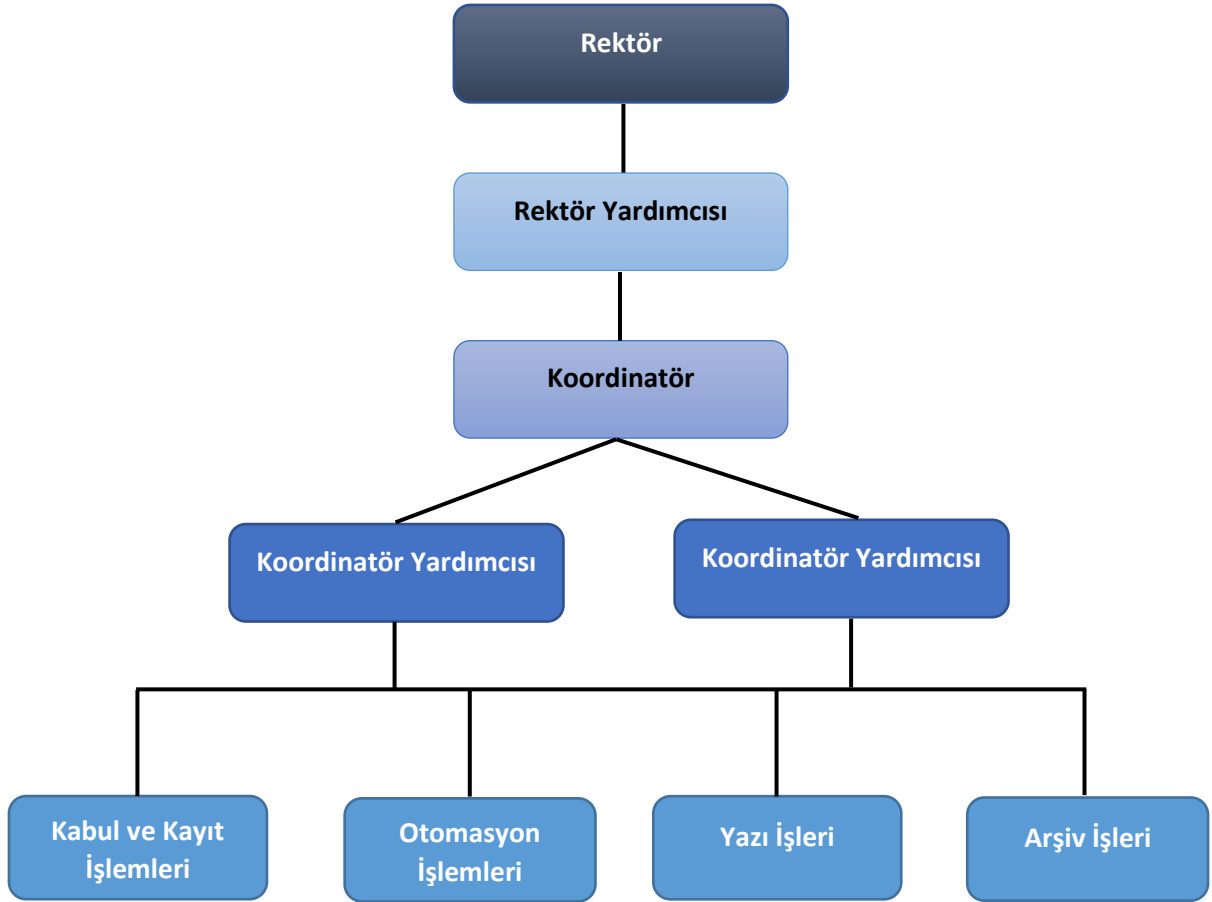 Rektör
Rektör Yardımcısı
Koordinatör
Koordinatör Yardımcısı
Koordinatör Yardımcısı
Kabul ve Kayıt
İşlemleri
Otomasyon
İşlemleri
Yazı İşleri
Arşiv İşleri